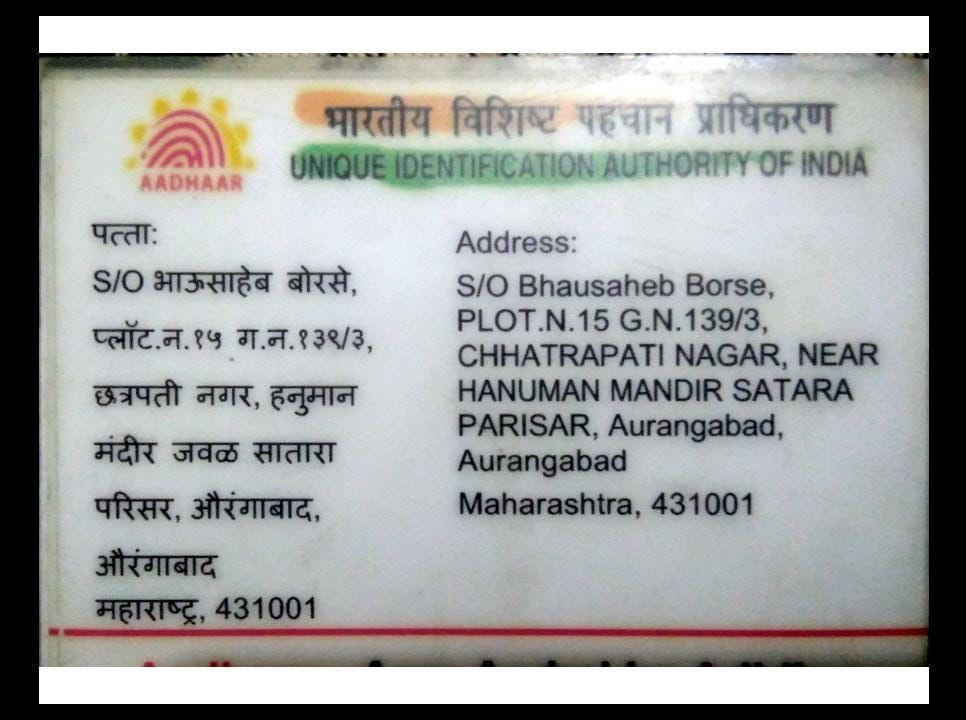 भारतीय विशिष्ट पहचान प्राधिकरण
UNIQUE IDENTIFICATION AUTHORITY OF INDIA
AADHAAR
पत्ता:
S/O भाऊसाहेब बोरसे,
प्लॉट.न.१५ ग.न.१३९/३,
छत्रपती नगर, हनुमान
मंदीर जवळ सातारा
परिसर, औरंगाबाद,
औरंगाबाद
महाराष्ट्र, 431001
Address:
S/O Bhausaheb Borse,
PLOT.N.15 G.N.139/3,
CHHATRAPATI NAGAR, NEAR
HANUMAN MANDIR SATARA
PARISAR, Aurangabad,
Aurangabad
Maharashtra, 431001